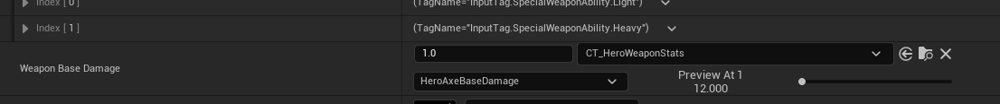 Index [ 0 ]
(TagName="InputTag.SpecialWeaponAbility.Light")
Index [ 1 ]
(TagName="InputTag.SpecialWeaponAbility.Heavy")
Weapon Base Damage
1.0
CT_HeroWeaponStats
HeroAxeBaseDamage
Preview At 1
12.000